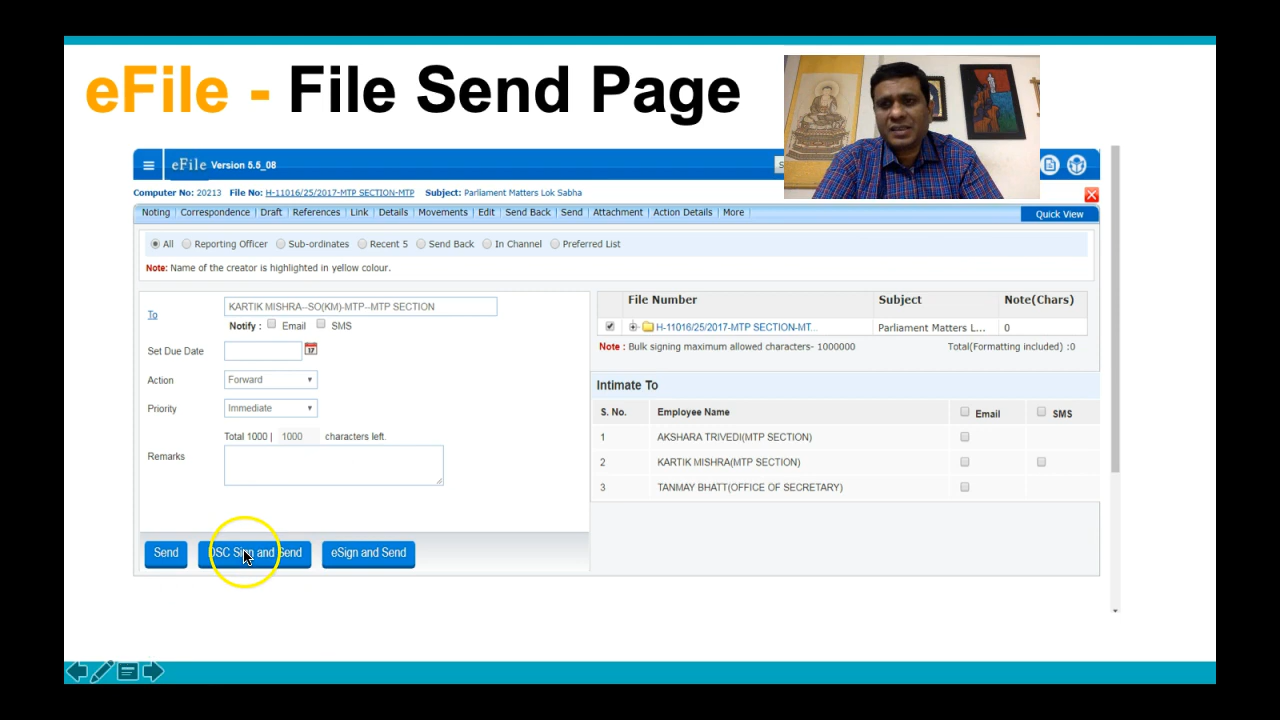 eFile - File Send Page
eFile Version 5.5_08
S
Computer No: 20213 File No: H-11016/25/2017-MTP SECTION-MTP Subject: Parliament Matters Lok Sabha
Noting | Correspondence | Draft | References | Link | Details | Movements | Edit | Send Back | Send | Attachment | Action Details | More |
Quick View
All Reporting Officer Sub-ordinates Recent 5 Send Back In Channel Preferred List
Note: Name of the creator is highlighted in yellow colour.
To KARTIK MISHRA--SO(KM)-MTP--MTP SECTION
Notify : Email SMS
Set Due Date 17
Action Forward
Priority Immediate
Total 1000 | 1000 characters left.
Remarks
Send DSC Sign and Send eSign and Send
File Number Subject Note(Chars)
H-11016/25/2017-MTP SECTION-MT... Parliament Matters L... 0
Note : Bulk signing maximum allowed characters- 1000000 Total(Formatting included) :0
Intimate To
S. No. Employee Name Email SMS
1 AKSHARA TRIVEDI(MTP SECTION)
2 KARTIK MISHRA(MTP SECTION)
3 TANMAY BHATT(OFFICE OF SECRETARY)